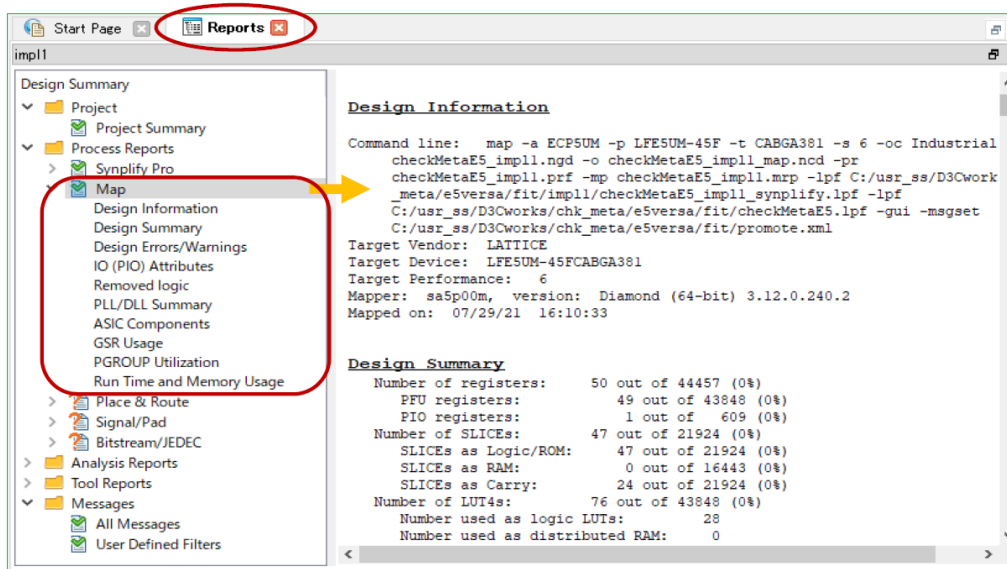 Start Page
Reports
impl1
Design Summary
Project
Project Summary
Process Reports
Synplify Pro
Map
Design Information
Design Summary
Design Errors/Warnings
IO (PIO) Attributes
Removed logic
PLL/DLL Summary
ASIC Components
GSR Usage
PGROUP Utilization
Run Time and Memory Usage
Place & Route
Signal/Pad
Bitstream/JEDEC
Analysis Reports
Tool Reports
Messages
All Messages
User Defined Filters
Design Information
Command line: map -a ECP5UM -p LFE5UM-45F -t CABGA381 -s 6 -oc Industrial
checkMetaE5_impl1.ngd -o checkMetaE5_impl1_map.ncd -pr
checkMetaE5_impl1.prf -mp checkMetaE5_impl1.mrp -lpf C:/usr_ss/D3Cwork
_meta/e5versa/fit/impl1/checkMetaE5_impl1_synplify.lpf -lpf
C:/usr_ss/D3Cworks/chk_meta/e5versa/fit/checkMetaE5.lpf -gui -msgset
C:/usr_ss/D3Cworks/chk_meta/e5versa/fit/promote.xml
Target Vendor: LATTICE
Target Device: LFE5UM-45FCABGA381
Target Performance: 6
Mapper: sa5p00m, version: Diamond (64-bit) 3.12.0.240.2
Mapped on: 07/29/21 16:10:33
Design Summary
Number of registers: 50 out of 44457 (0%)
PFU registers: 49 out of 43848 (0%)
PIO registers: 1 out of 609 (0%)
Number of SLICEs: 47 out of 21924 (0%)
SLICEs as Logic/ROM: 47 out of 21924 (0%)
SLICEs as RAM: 0 out of 16443 (0%)
SLICEs as Carry: 24 out of 21924 (0%)
Number of LUT4s: 76 out of 43848 (0%)
Number used as logic LUTs: 28
Number used as distributed RAM: 0